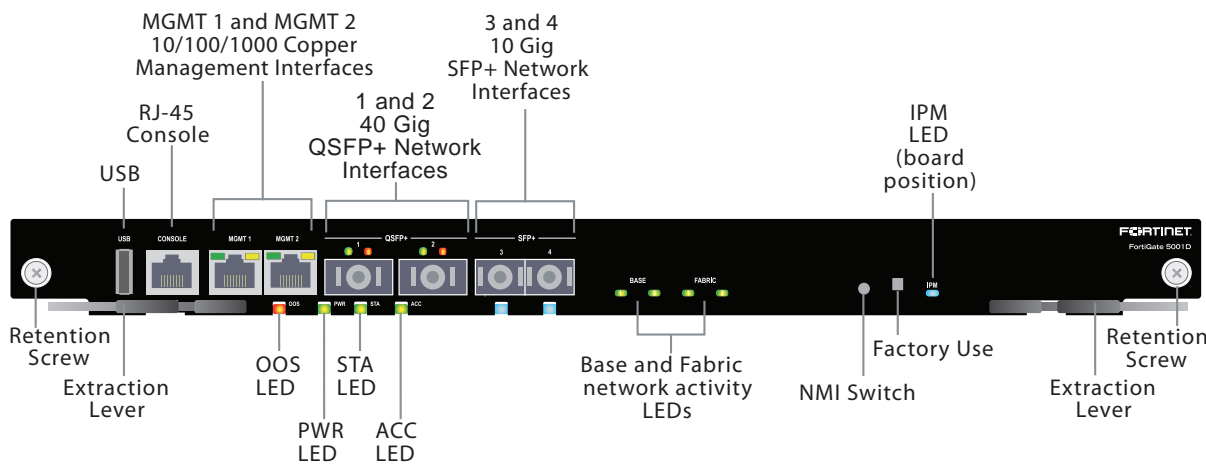 MGMT 1 and MGMT 2
10/100/1000 Copper
Management Interfaces
3 and 4
10 Gig
SFP+ Network
Interfaces
1 and 2
40 Gig
QSFP+ Network
Interfaces
RJ-45
Console
USB
IPM
LED
(board
position)
USB
CONSOLE
MGMT 1
MGMT 2
QSFP+
1
2
SFP+
3
4
FORTINET
FortiGate 5001D
BASE
FABRIC
IPM
OOS
PWR
STA
ACC
Retention
Screw
Extraction
Lever
OOS
LED
PWR
LED
STA
LED
ACC
LED
Base and Fabric
network activity
LEDs
NMI Switch
Factory Use
Extraction
Lever
Retention
Screw